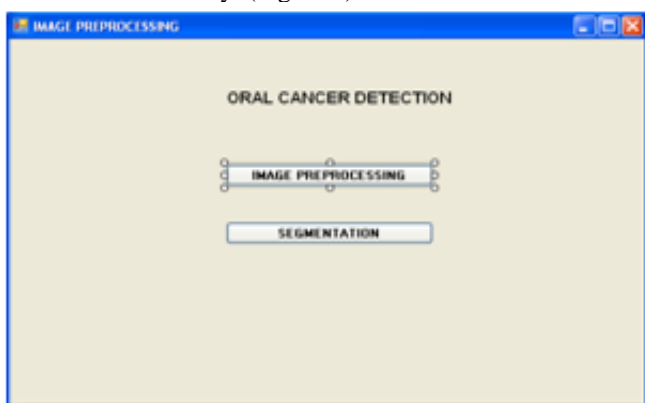 IMAGE PREPROCESSING
ORAL CANCER DETECTION
IMAGE PREPROCESSING
SEGMENTATION